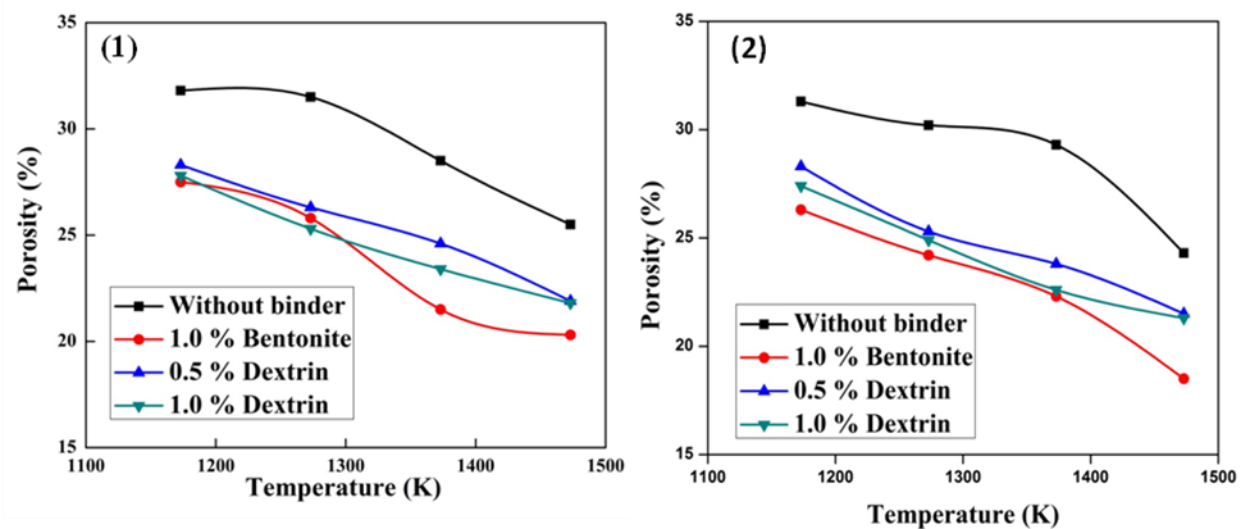 (1)
35
30
25
20
15
Porosity (%)
Without binder
1.0 % Bentonite
0.5 % Dextrin
1.0 % Dextrin
1100 1200 1300 1400 1500
Temperature (K)
(2)
35
30
25
20
15
Porosity (%)
Without binder
1.0 % Bentonite
0.5 % Dextrin
1.0 % Dextrin
1100 1200 1300 1400 1500
Temperature (K)